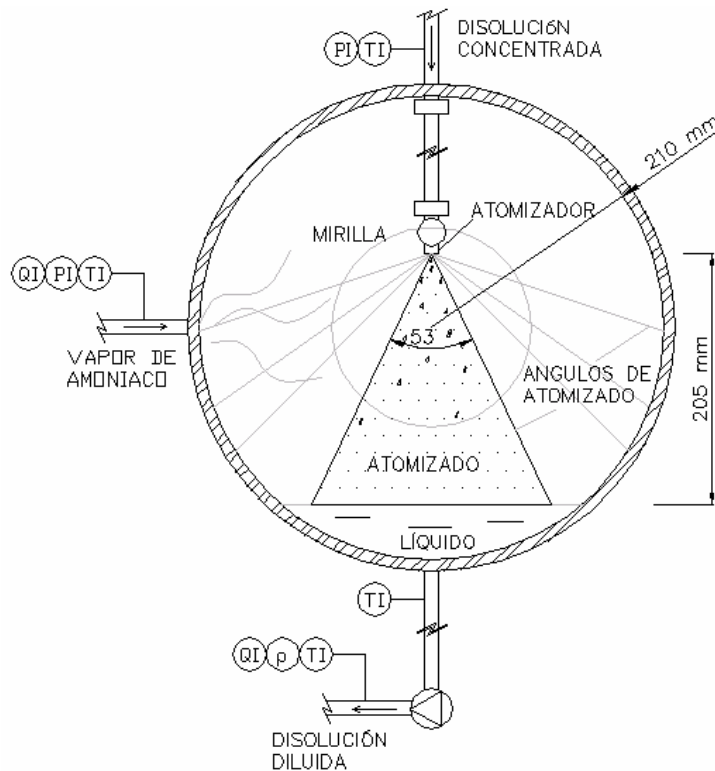 DISOLUCIÓN
CONCENTRADA
PI TI
210 mm
ATOMIZADOR
MIRILLA
QI PI TI
VAPOR DE
AMONIACO
53
205 mm
ANGULOS DE
ATOMIZADO
ATOMIZADO
LÍQUIDO
TI
QI ρ TI
DISOLUCIÓN
DILUIDA